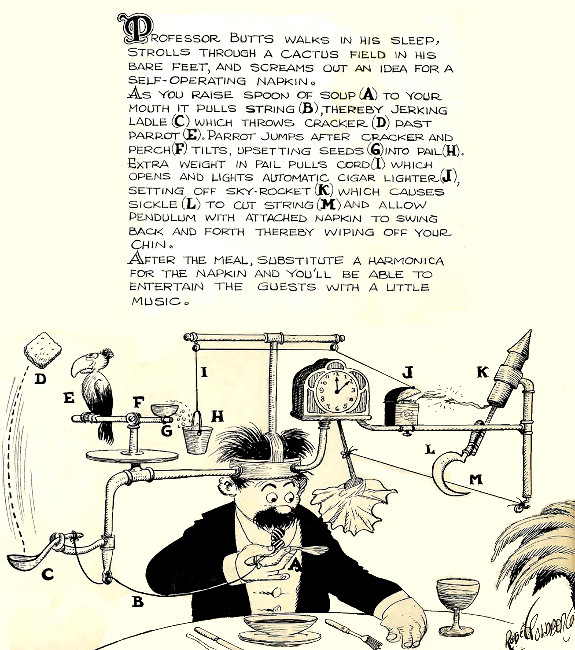 PROFESSOR BUTTS WALKS IN HIS SLEEP,
STROLLS THROUGH A CACTUS FIELD IN HIS
BARE FEET, AND SCREAMS OUT AN IDEA FOR A
SELF-OPERATING NAPKIN.
AS YOU RAISE SPOON OF SOUP (A) TO YOUR
MOUTH IT PULLS STRING (B), THEREBY JERKING
LADLE (C) WHICH THROWS CRACKER (D) PAST
PARROT (E). PARROT JUMPS AFTER CRACKER AND
PERCH (F) TILTS, UPSETTING SEEDS (G) INTO PAIL (H).
EXTRA WEIGHT IN PAIL PULLS CORD (I) WHICH
OPENS AND LIGHTS AUTOMATIC CIGAR LIGHTER (J),
SETTING OFF SKY-ROCKET (K) WHICH CAUSES
SICKLE (L) TO CUT STRING (M) AND ALLOW
PENDULUM WITH ATTACHED NAPKIN TO SWING
BACK AND FORTH THEREBY WIPING OFF YOUR
CHIN.
AFTER THE MEAL, SUBSTITUTE A HARMONICA
FOR THE NAPKIN AND YOU'LL BE ABLE TO
ENTERTAIN THE GUESTS WITH A LITTLE
MUSIC.
D
E
F
G
H
I
J
K
L
M
A
B
C
RUBE GOLDBERG